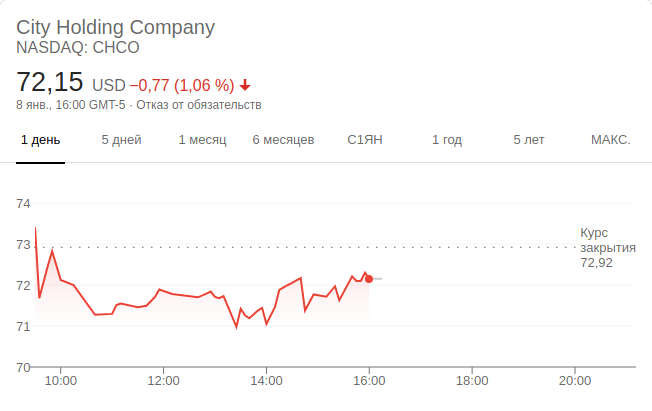 City Holding Company
NASDAQ: CHCO
72,15 USD −0,77 (1,06 %)
8 янв., 16:00 GMT-5 · Отказ от обязательств
1 день 5 дней 1 месяц 6 месяцев С1ЯН 1 год 5 лет МАКС.
74
73
72
71
70
Курс
закрытия
72,92
10:00 12:00 14:00 16:00 18:00 20:00